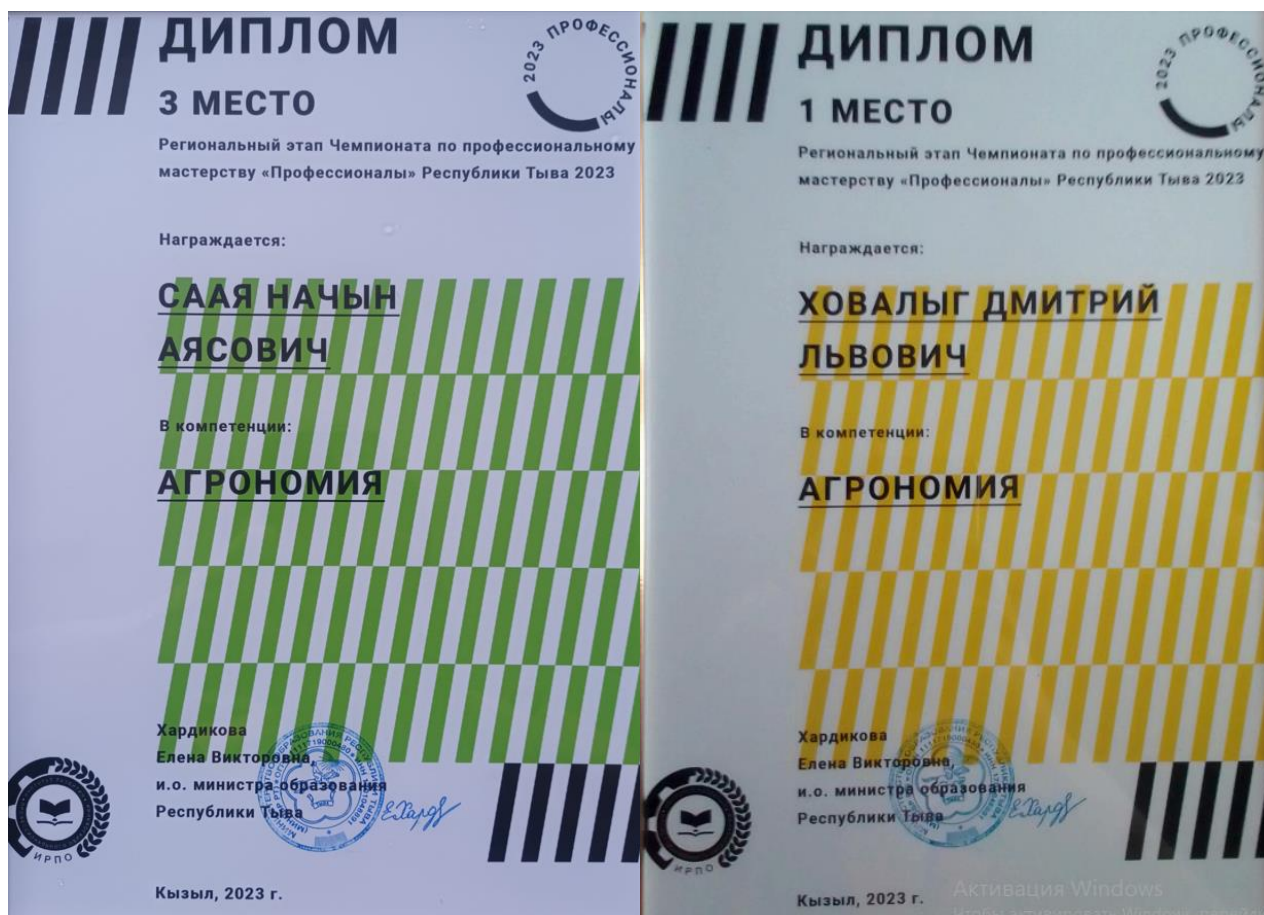 ДИПЛОМ
3 МЕСТО
2023 ПРОФЕССИОНАЛЫ
Региональный этап Чемпионата по профессиональному
мастерству «Профессионалы» Республики Тыва 2023
Награждается:
СААЯ НАЧЫН
АЯСОВИЧ
В компетенции:
АГРОНОМИЯ
Хардикова
Елена Викторовна,
и.о. министра образования
Республики Тыва
ИРПО
Кызыл, 2023 г.
ДИПЛОМ
1 МЕСТО
2023 ПРОФЕССИОНАЛЫ
Региональный этап Чемпионата по профессиональному
мастерству «Профессионалы» Республики Тыва 2023
Награждается:
ХОВАЛЫГ ДМИТРИЙ
ЛЬВОВИЧ
В компетенции:
АГРОНОМИЯ
Хардикова
Елена Викторовна,
и.о. министра образования
Республики Тыва
ИРПО
Кызыл, 2023 г.
Активация Windows